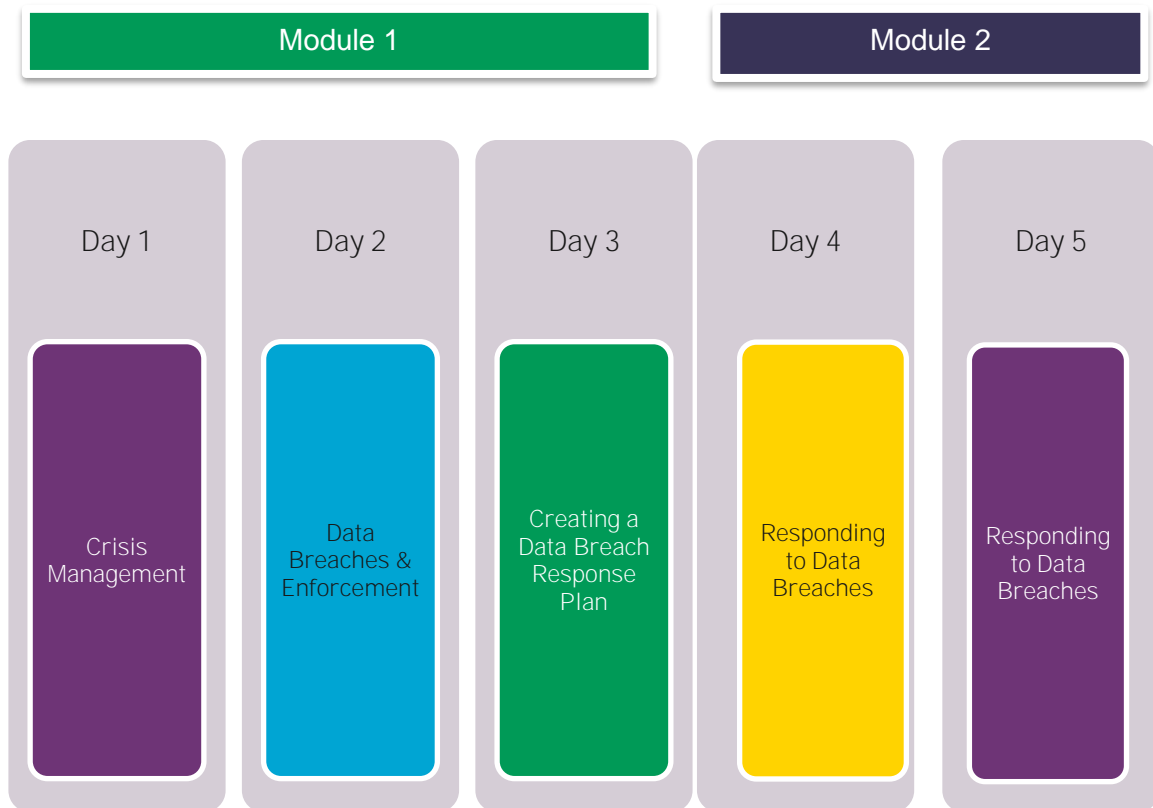 Module 1
Module 2
Day 1
Day 2
Day 3
Day 4
Day 5
Crisis
Management
Data
Breaches &
Enforcement
Creating a
Data Breach
Response
Plan
Responding
to Data
Breaches
Responding
to Data
Breaches